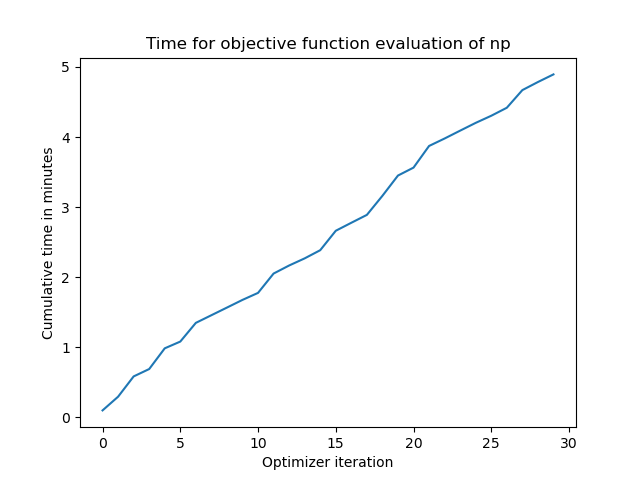 Time for objective function evaluation of np
Cumulative time in minutes
5
4
3
2
1
0
0 5 10 15 20 25 30
Optimizer iteration